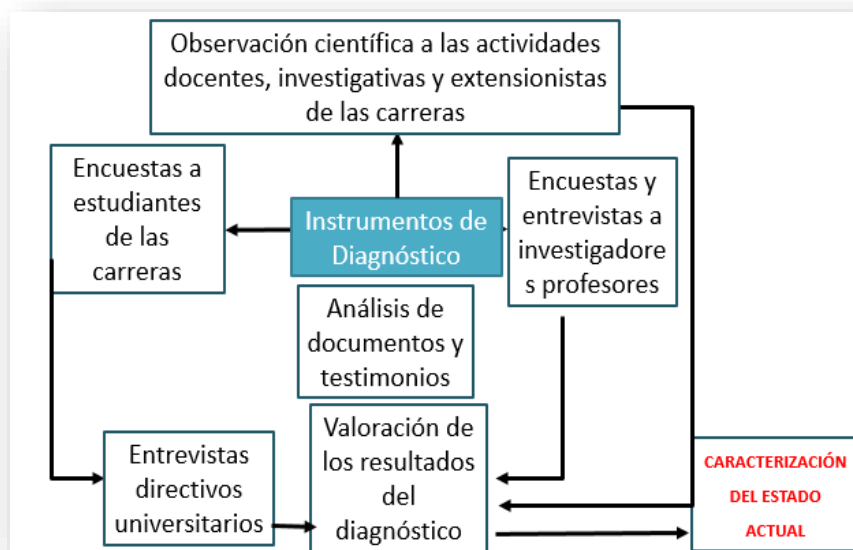 Observación científica a las actividades
docentes, investigativas y extensionistas
de las carreras
Encuestas a
estudiantes
de las
carreras
Instrumentos de
Diagnóstico
Encuestas y
entrevistas a
investigadore
s profesores
Análisis de
documentos y
testimonios
Entrevistas
directivos
universitarios
Valoración de
los resultados
del
diagnóstico
CARACTERIZACIÓN
DEL ESTADO
ACTUAL